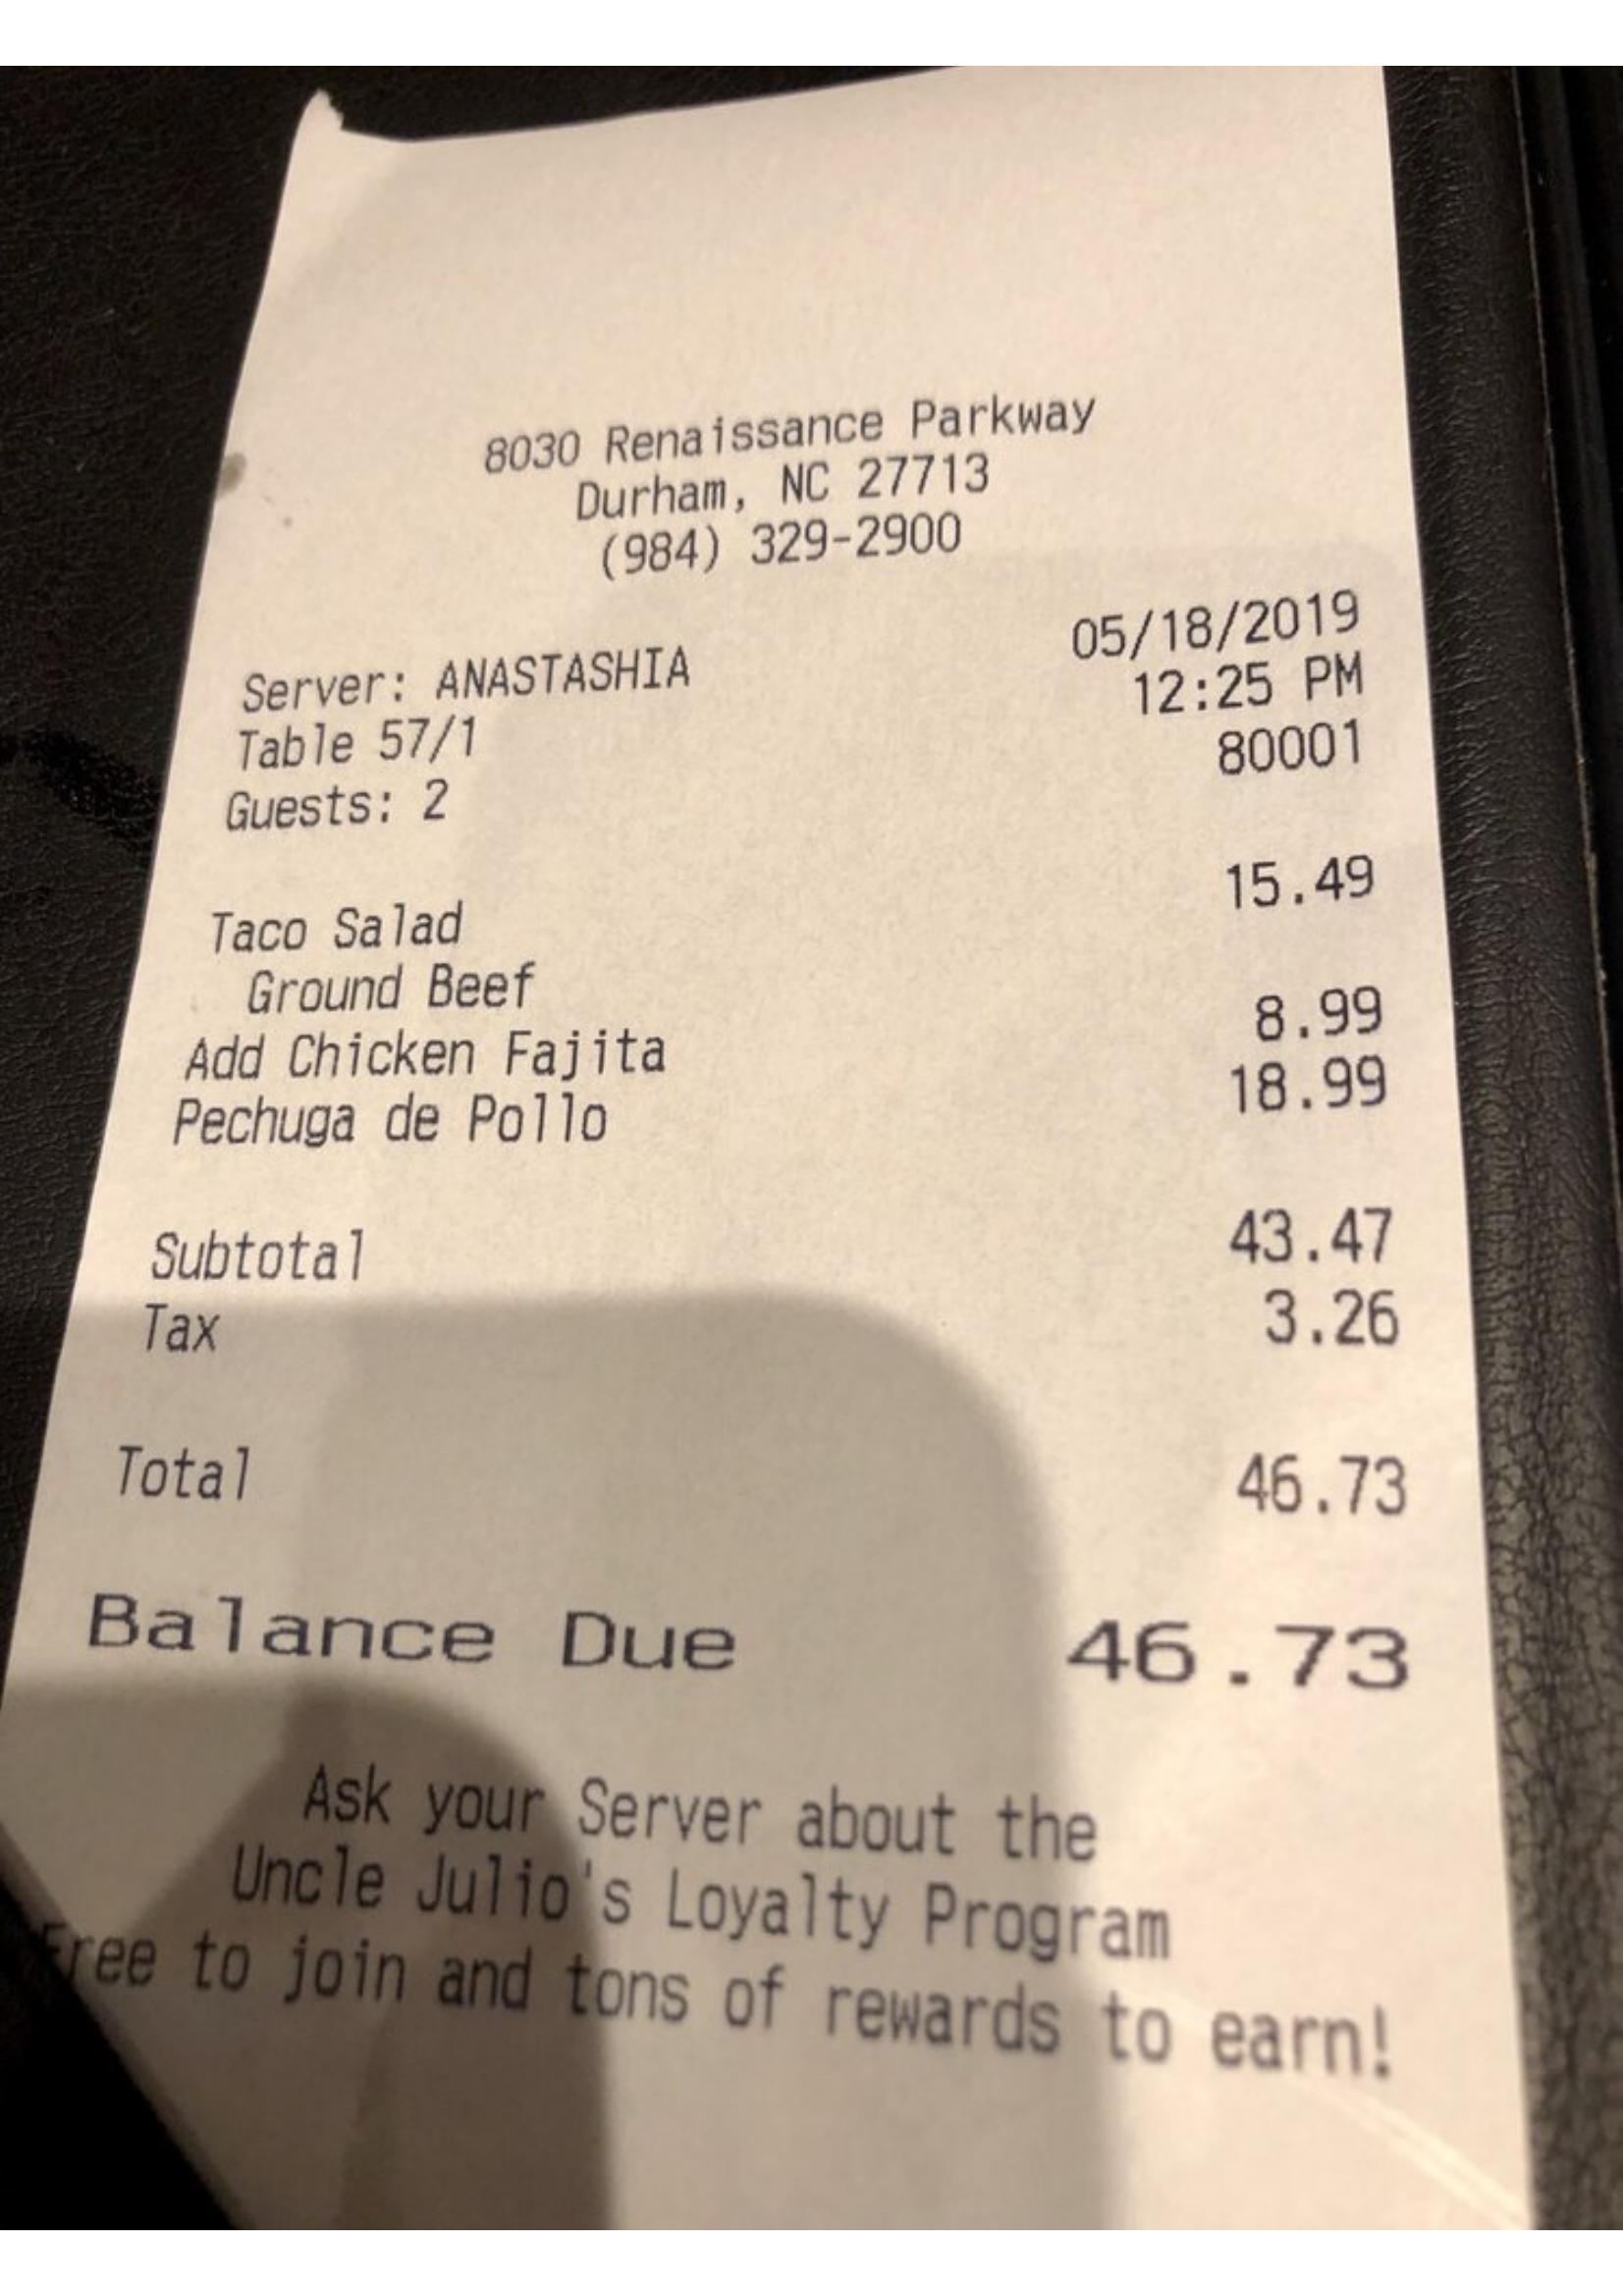 8030 Renaissance Parkway
Durham, NC 27713
(984) 329-2900
Server: ANASTASHIA 05/18/2019
Table 57/1 12:25 PM
Guests: 2 80001
Taco Salad 15.49
Ground Beef
Add Chicken Fajita 8.99
Pechuga de Pollo 18.99
Subtotal 43.47
Tax 3.26
Total 46.73
Balance Due 46.73
Ask your Server about the
Uncle Julio's Loyalty Program
Free to join and tons of rewards to earn!